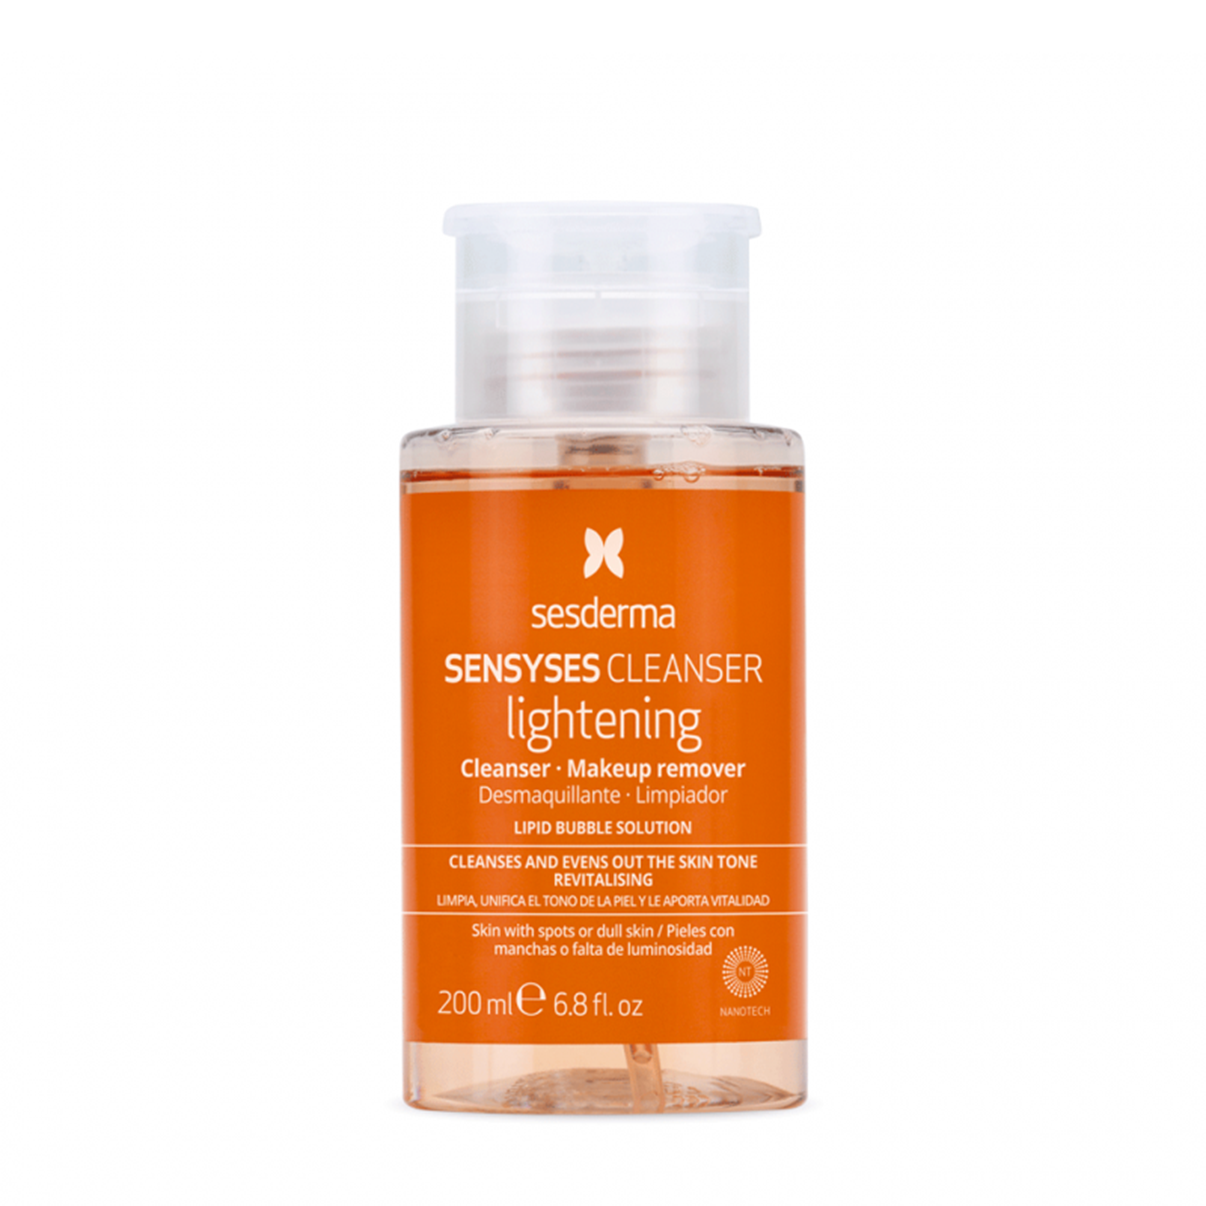 sesderma
SENSYSES CLEANSER
lightening
Cleanser · Makeup remover
Desmaquillante · Limpiador
LIPID BUBBLE SOLUTION
CLEANSES AND EVENS OUT THE SKIN TONE
REVITALISING
LIMPIA, UNIFICA EL TONO DE LA PIEL Y LE APORTA VITALIDAD
Skin with spots or dull skin / Pieles con
manchas o falta de luminosidad
NT
NANOTECH
200 ml ℮ 6.8 fl. oz